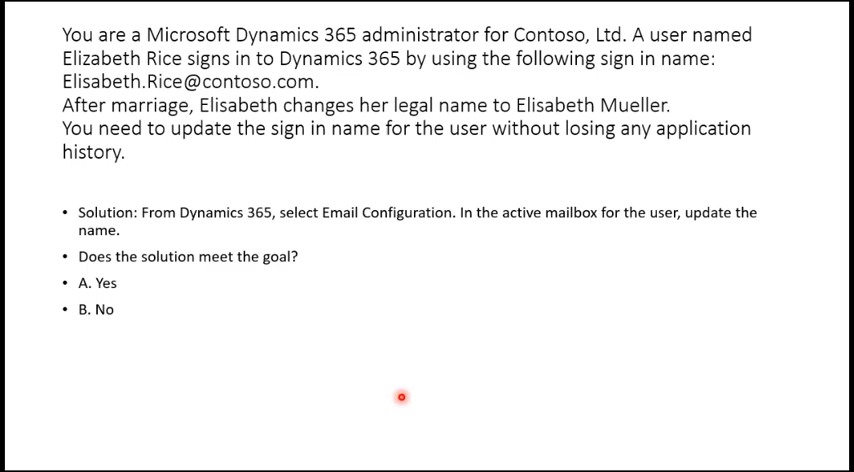 You are a Microsoft Dynamics 365 administrator for Contoso, Ltd. A user named
Elizabeth Rice signs in to Dynamics 365 by using the following sign in name:
Elisabeth.Rice@contoso.com.
After marriage, Elisabeth changes her legal name to Elisabeth Mueller.
You need to update the sign in name for the user without losing any application
history.
• Solution: From Dynamics 365, select Email Configuration. In the active mailbox for the user, update the
name.
• Does the solution meet the goal?
• A. Yes
• B. No